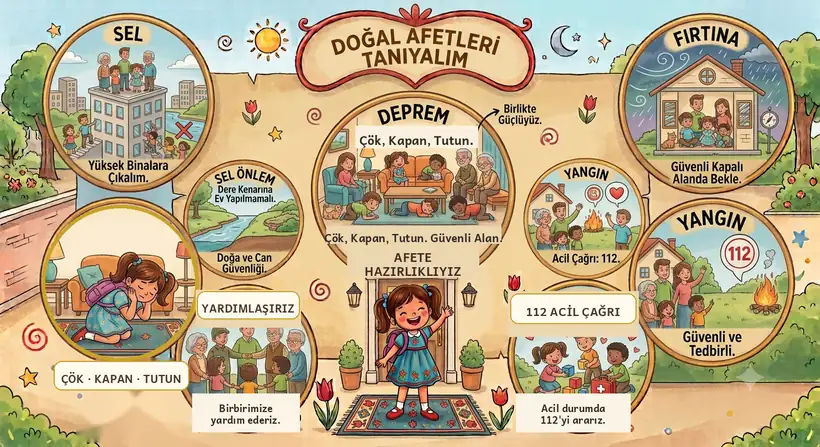 DOĞAL AFETLERİ
TANIYALIM
SEL
Yüksek Binalara
Çıkalım.
DEPREM
Çök, Kapan, Tutun.
Birlikte
Güçlüyüz.
Çök, Kapan, Tutun. Güvenli Alan.
FIRTINA
Güvenli Kapalı
Alanda Bekle.
SEL ÖNLEM
Dere Kenarına
Ev Yapılmamalı.
Doğa ve Can
Güvenliği.
YANGIN
Acil Çağrı: 112.
YANGIN
112
Güvenli ve
Tedbirli.
AFETE
HAZIRLIKLIYIZ
ÇÖK · KAPAN · TUTUN
YARDIMLAŞIRIZ
Birbirimize
yardım ederiz.
112 ACİL ÇAĞRI
Acil durumda
112'yi ararız.